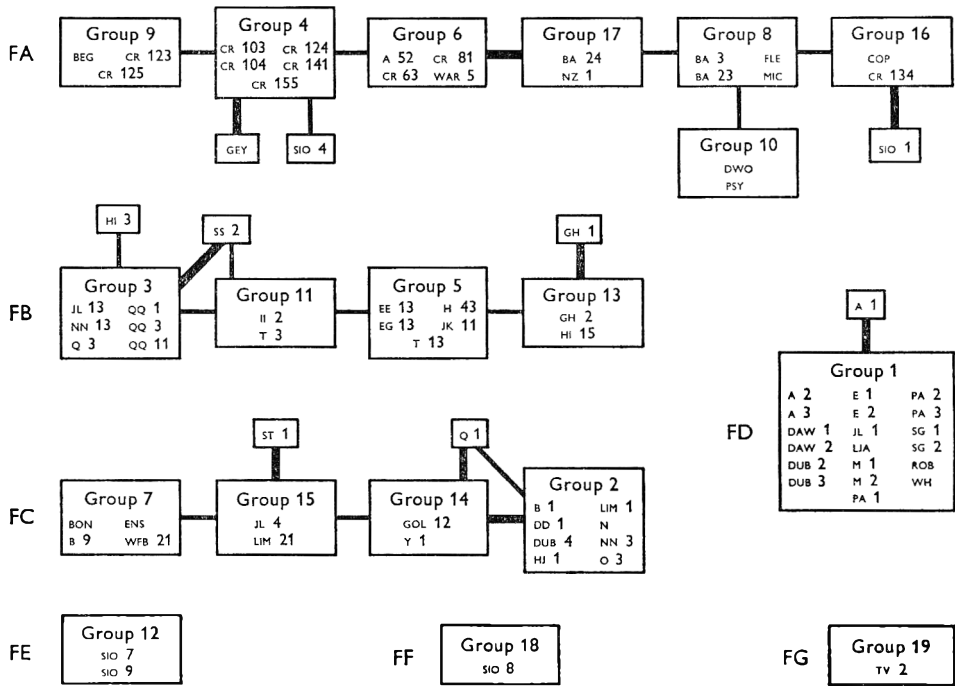 FA
Group 9
BEG CR 123
CR 125
Group 4
CR 103 CR 124
CR 104 CR 141
CR 155
GEY
SIO 4
Group 6
A 52 CR 81
CR 63 WAR 5
Group 17
BA 24
NZ 1
Group 8
BA 3 FLE
BA 23 MIC
Group 10
DWO
PSY
Group 16
COP
CR 134
SIO 1
FB
HI 3
SS 2
Group 3
JL 13 QQ 1
NN 13 QQ 3
Q 3 QQ 11
Group 11
II 2
T 3
Group 5
EE 13 H 43
EG 13 JK 11
T 13
GH 1
Group 13
GH 2
HI 15
FC
Group 7
BON ENS
B 9 WFB 21
ST 1
Group 15
JL 4
LIM 21
Q 1
Group 14
GOL 12
Y 1
Group 2
B 1 LIM 1
DD 1 N
DUB 4 NN 3
HJ 1 O 3
FD
A 1
Group 1
A 2 E 1 PA 2
A 3 E 2 PA 3
DAW 1 JL 1 SG 1
DAW 2 LIA SG 2
DUB 2 M 1 ROB
DUB 3 M 2 WH
PA 1
FE
Group 12
SIO 7
SIO 9
FF
Group 18
SIO 8
FG
Group 19
TV 2